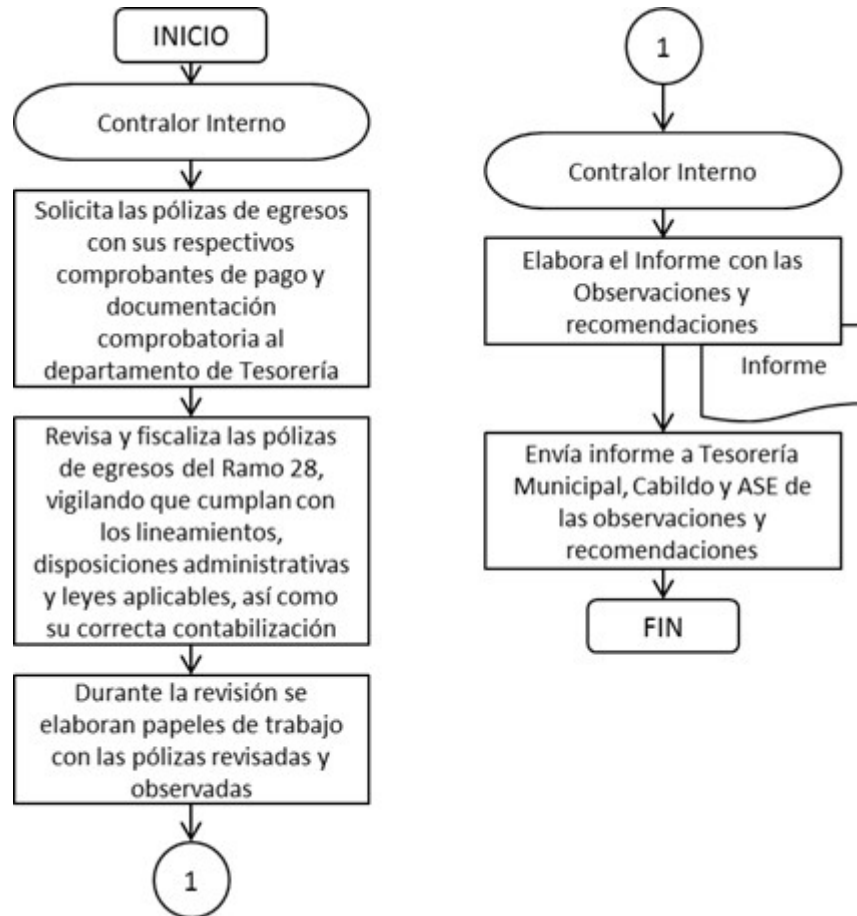 INICIO
Contralor Interno
Solicita las pólizas de egresos
con sus respectivos
comprobantes de pago y
documentación
comprobatoria al
departamento de Tesorería
Revisa y fiscaliza las pólizas
de egresos del Ramo 28,
vigilando que cumplan con
los lineamientos,
disposiciones administrativas
y leyes aplicables, así como
su correcta contabilización
Durante la revisión se
elaboran papeles de trabajo
con las pólizas revisadas y
observadas
1
1
Contralor Interno
Elabora el Informe con las
Observaciones y
recomendaciones
Informe
Envía informe a Tesorería
Municipal, Cabildo y ASE de
las observaciones y
recomendaciones
FIN